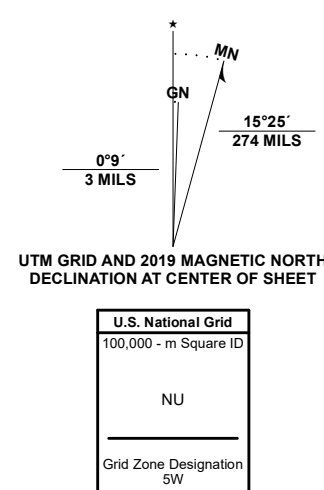 ★
MN
GN
15°25´
274 MILS
0°9´
3 MILS
UTM GRID AND 2019 MAGNETIC NORTH
DECLINATION AT CENTER OF SHEET
U.S. National Grid
100,000 - m Square ID
NU
Grid Zone Designation
5W